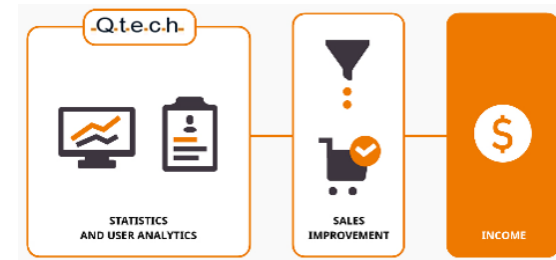 Q.t.e.c.h.
STATISTICS
AND USER ANALYTICS
SALES
IMPROVEMENT
$
INCOME